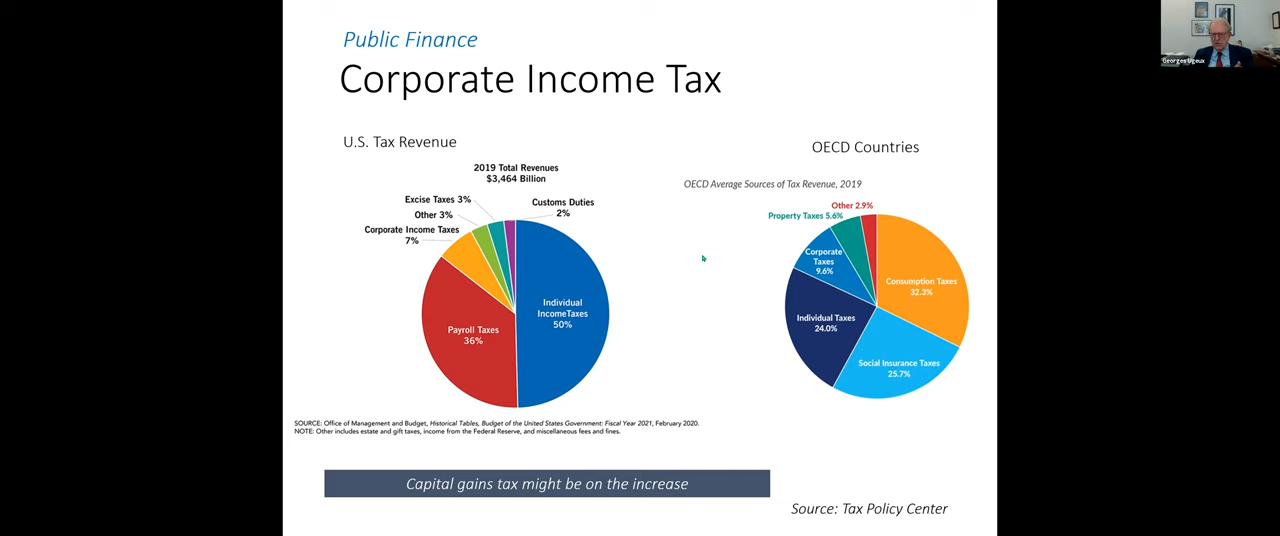 Public Finance
Corporate Income Tax
U.S. Tax Revenue
2019 Total Revenues
$3,464 Billion
Excise Taxes 3%
Customs Duties
2%
Other 3%
Corporate Income Taxes
7%
Individual
IncomeTaxes
50%
Payroll Taxes
36%
SOURCE: Office of Management and Budget, Historical Tables, Budget of the United States Government: Fiscal Year 2021, February 2020.
NOTE: Other includes estate and gift taxes, income from the Federal Reserve, and miscellaneous fees and fines.
OECD Countries
OECD Average Sources of Tax Revenue, 2019
Other 2.9%
Property Taxes 5.6%
Corporate
Taxes
9.6%
Consumption Taxes
32.3%
Individual Taxes
24.0%
Social Insurance Taxes
25.7%
Capital gains tax might be on the increase
Source: Tax Policy Center
Georges Ugeux